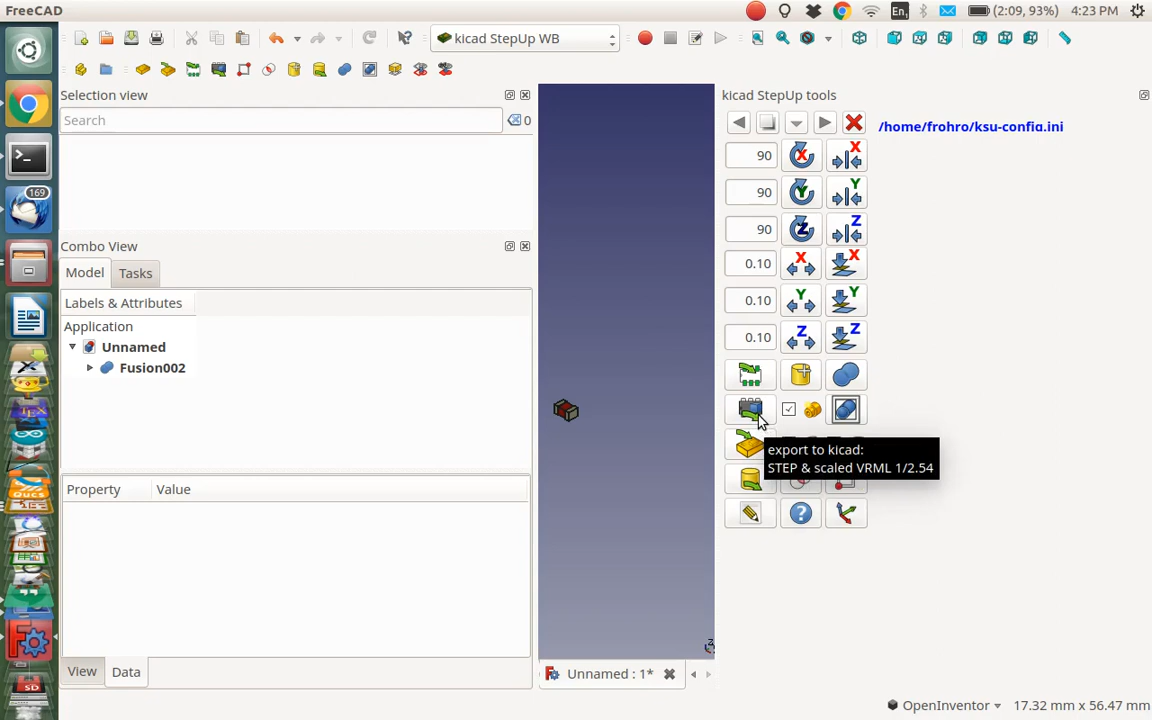 FreeCAD
En1
(2:09, 93%)
4:23 PM
kicad StepUp WB
Selection view
Search
0
Combo View
Model
Tasks
Labels & Attributes
Application
Unnamed
Fusion002
Property
Value
View
Data
Unnamed : 1*
kicad StepUp tools
/home/frohro/ksu-config.ini
90
X
X
90
Y
Y
90
Z
Z
0.10
X
X
0.10
Y
Y
0.10
Z
Z
export to kicad:
STEP & scaled VRML 1/2.54
OpenInventor
17.32 mm x 56.47 mm
169
QUCS
SD
Z